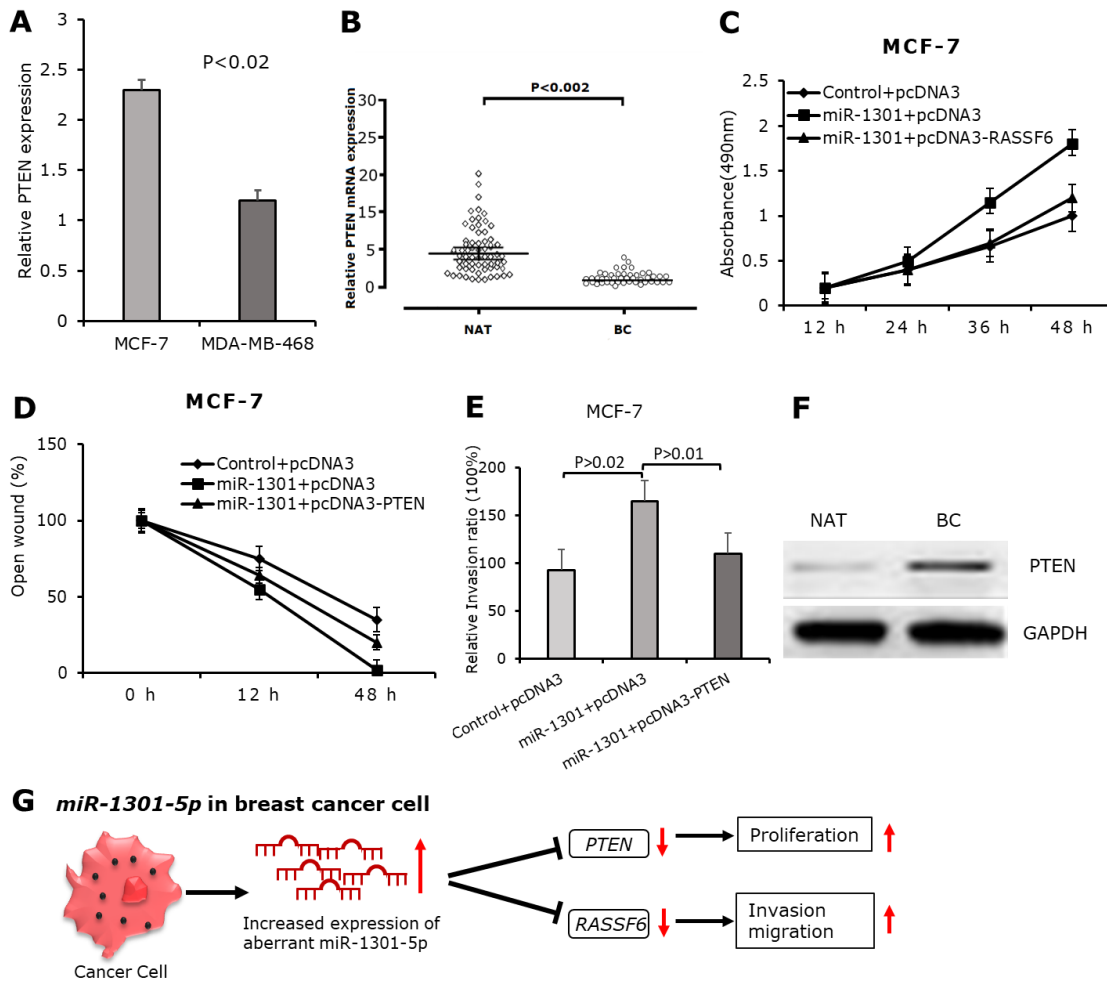 A
Relative PTEN expression
3
2.5
2
1.5
1
0.5
0
P<0.02
MCF-7
MDA-MB-468
B
Relative PTEN mRNA expression
30
25
20
15
10
5
0
P<0.002
NAT
BC
C
MCF-7
Absorbance(490nm)
2.5
2
1.5
1
0.5
0
Control+pcDNA3
miR-1301+pcDNA3
miR-1301+pcDNA3-RASSF6
12 h
24 h
36 h
48 h
D
MCF-7
Open wound (%)
150
100
50
0
Control+pcDNA3
miR-1301+pcDNA3
miR-1301+pcDNA3-PTEN
0 h
12 h
48 h
E
MCF-7
Relative Invasion ratio (100%)
200
150
100
50
0
P>0.02
P>0.01
Control+pcDNA3
miR-1301+pcDNA3
miR-1301+pcDNA3-PTEN
F
NAT
BC
PTEN
GAPDH
G
miR-1301-5p in breast cancer cell
Cancer Cell
Increased expression of
aberrant miR-1301-5p
PTEN
Proliferation
RASSF6
Invasion
migration